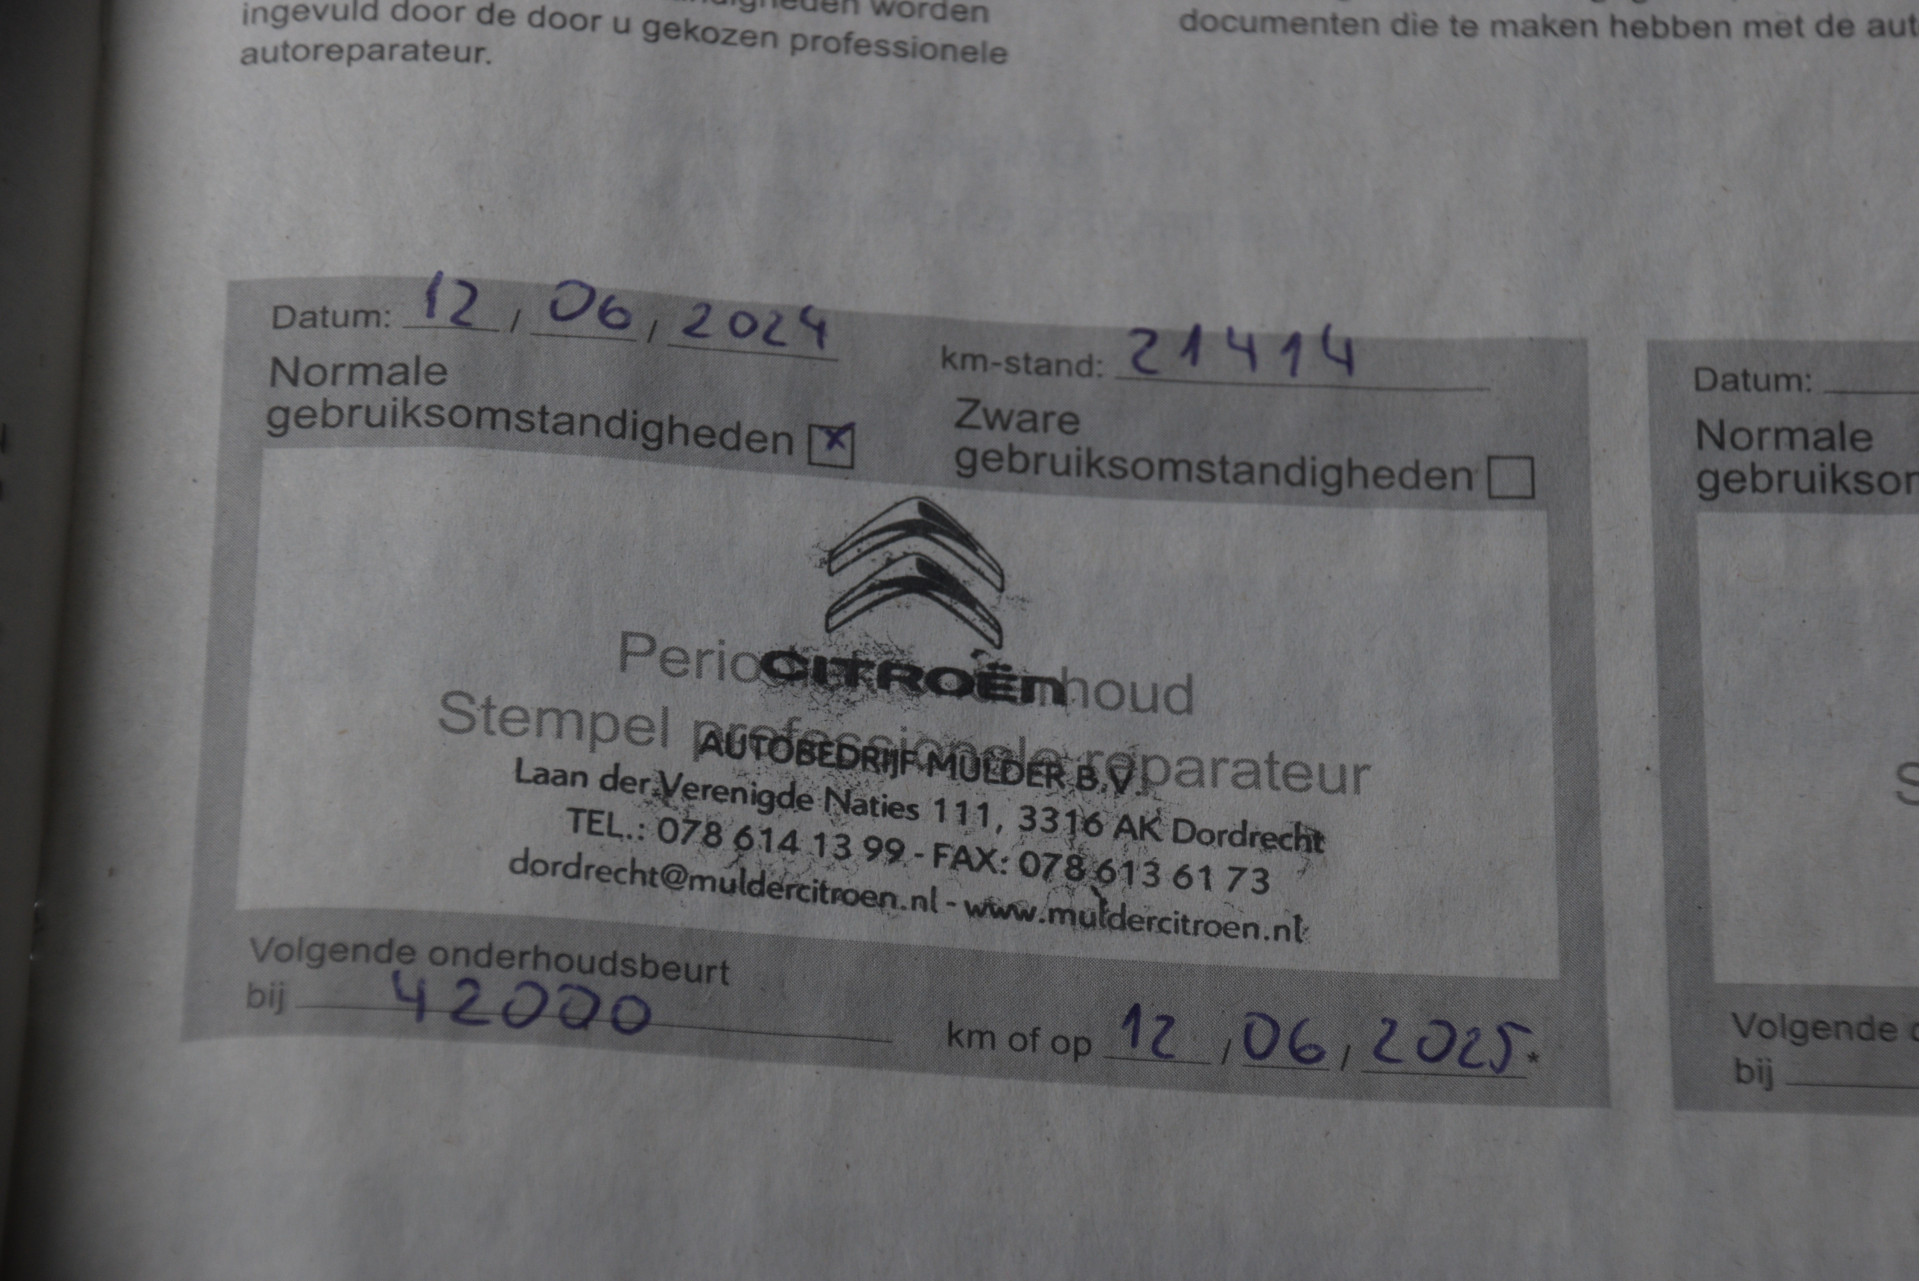 worden
ingevuld door de door u gekozen professionele
autoreparateur.
documenten die te maken hebben met de aut
Datum: 12 / 06 / 2024
km-stand: 21414
Normale
gebruiksomstandigheden x
Zware
gebruiksomstandigheden
CITROËN
Stempel professionele reparateur
AUTOBEDRIJF MULDER B.V.
Laan der Verenigde Naties 111, 3316 AK Dordrecht
TEL.: 078 614 13 99 - FAX: 078 613 61 73
dordrecht@muldercitroen.nl - www.muldercitroen.nl
Volgende onderhoudsbeurt
bij 42000 km of op 12 / 06 / 2025*
Datum:
Normale
gebruiksor
S
Volgende
bij